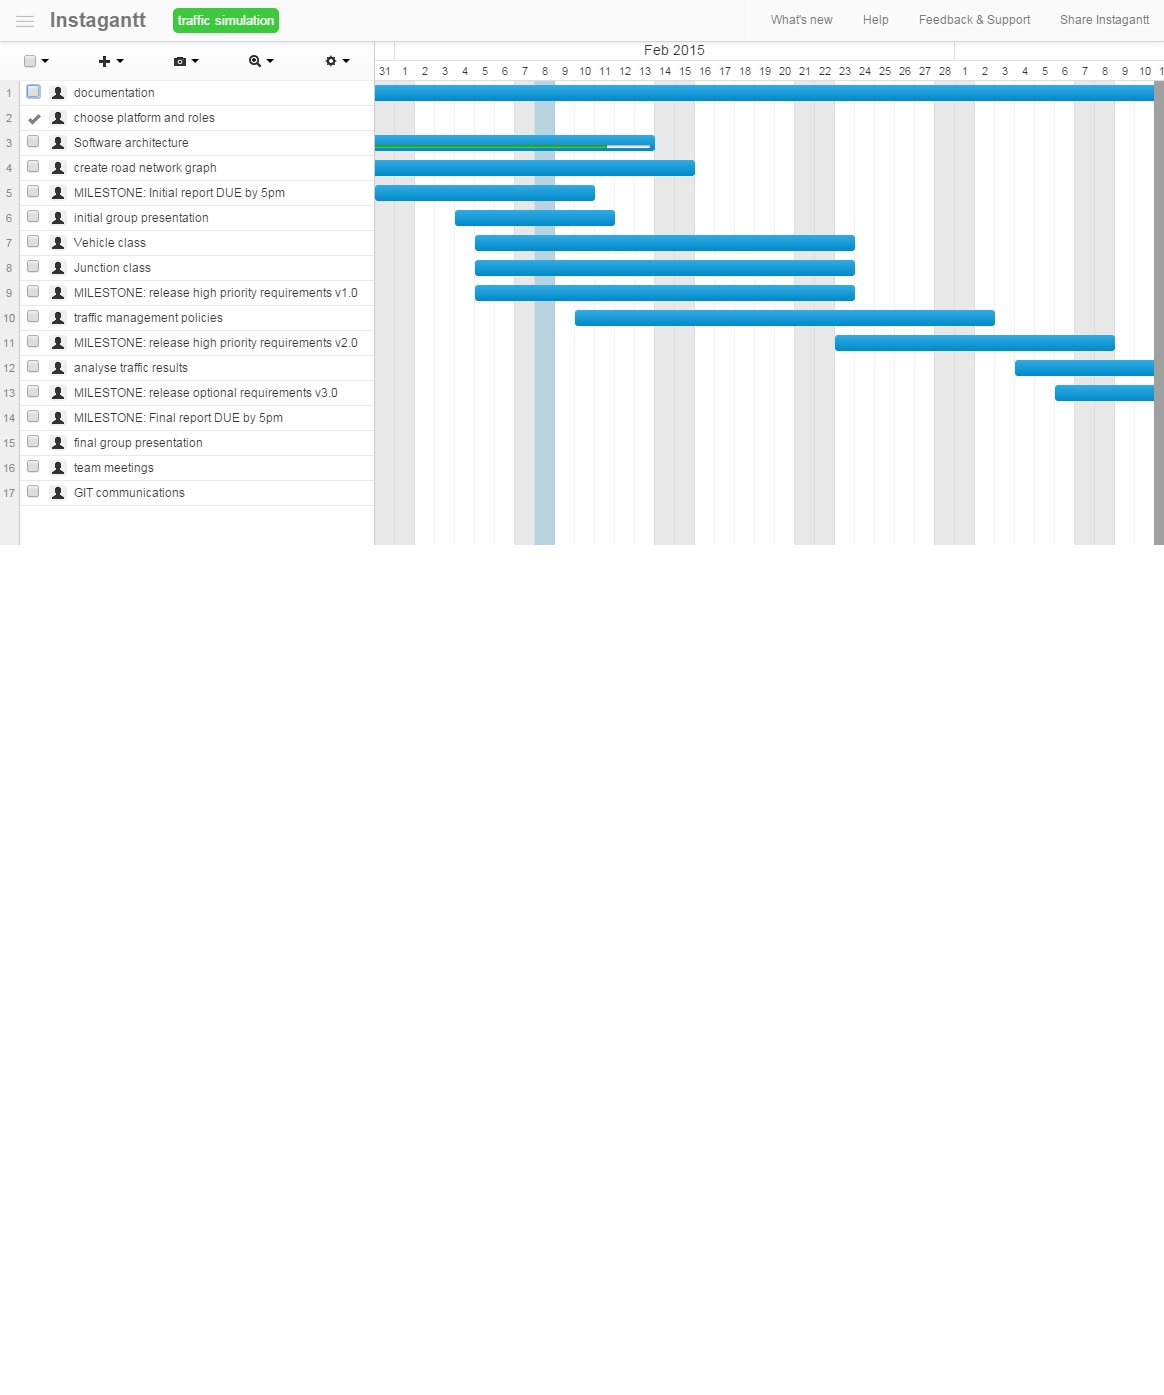 Instagantt traffic simulation What's new Help Feedback & Support Share Instagantt
Feb 2015
31 1 2 3 4 5 6 7 8 9 10 11 12 13 14 15 16 17 18 19 20 21 22 23 24 25 26 27 28 1 2 3 4 5 6 7 8 9 10 1
1 documentation
2 choose platform and roles
3 Software architecture
4 create road network graph
5 MILESTONE: Initial report DUE by 5pm
6 initial group presentation
7 Vehicle class
8 Junction class
9 MILESTONE: release high priority requirements v1.0
10 traffic management policies
11 MILESTONE: release high priority requirements v2.0
12 analyse traffic results
13 MILESTONE: release optional requirements v3.0
14 MILESTONE: Final report DUE by 5pm
15 final group presentation
16 team meetings
17 GIT communications